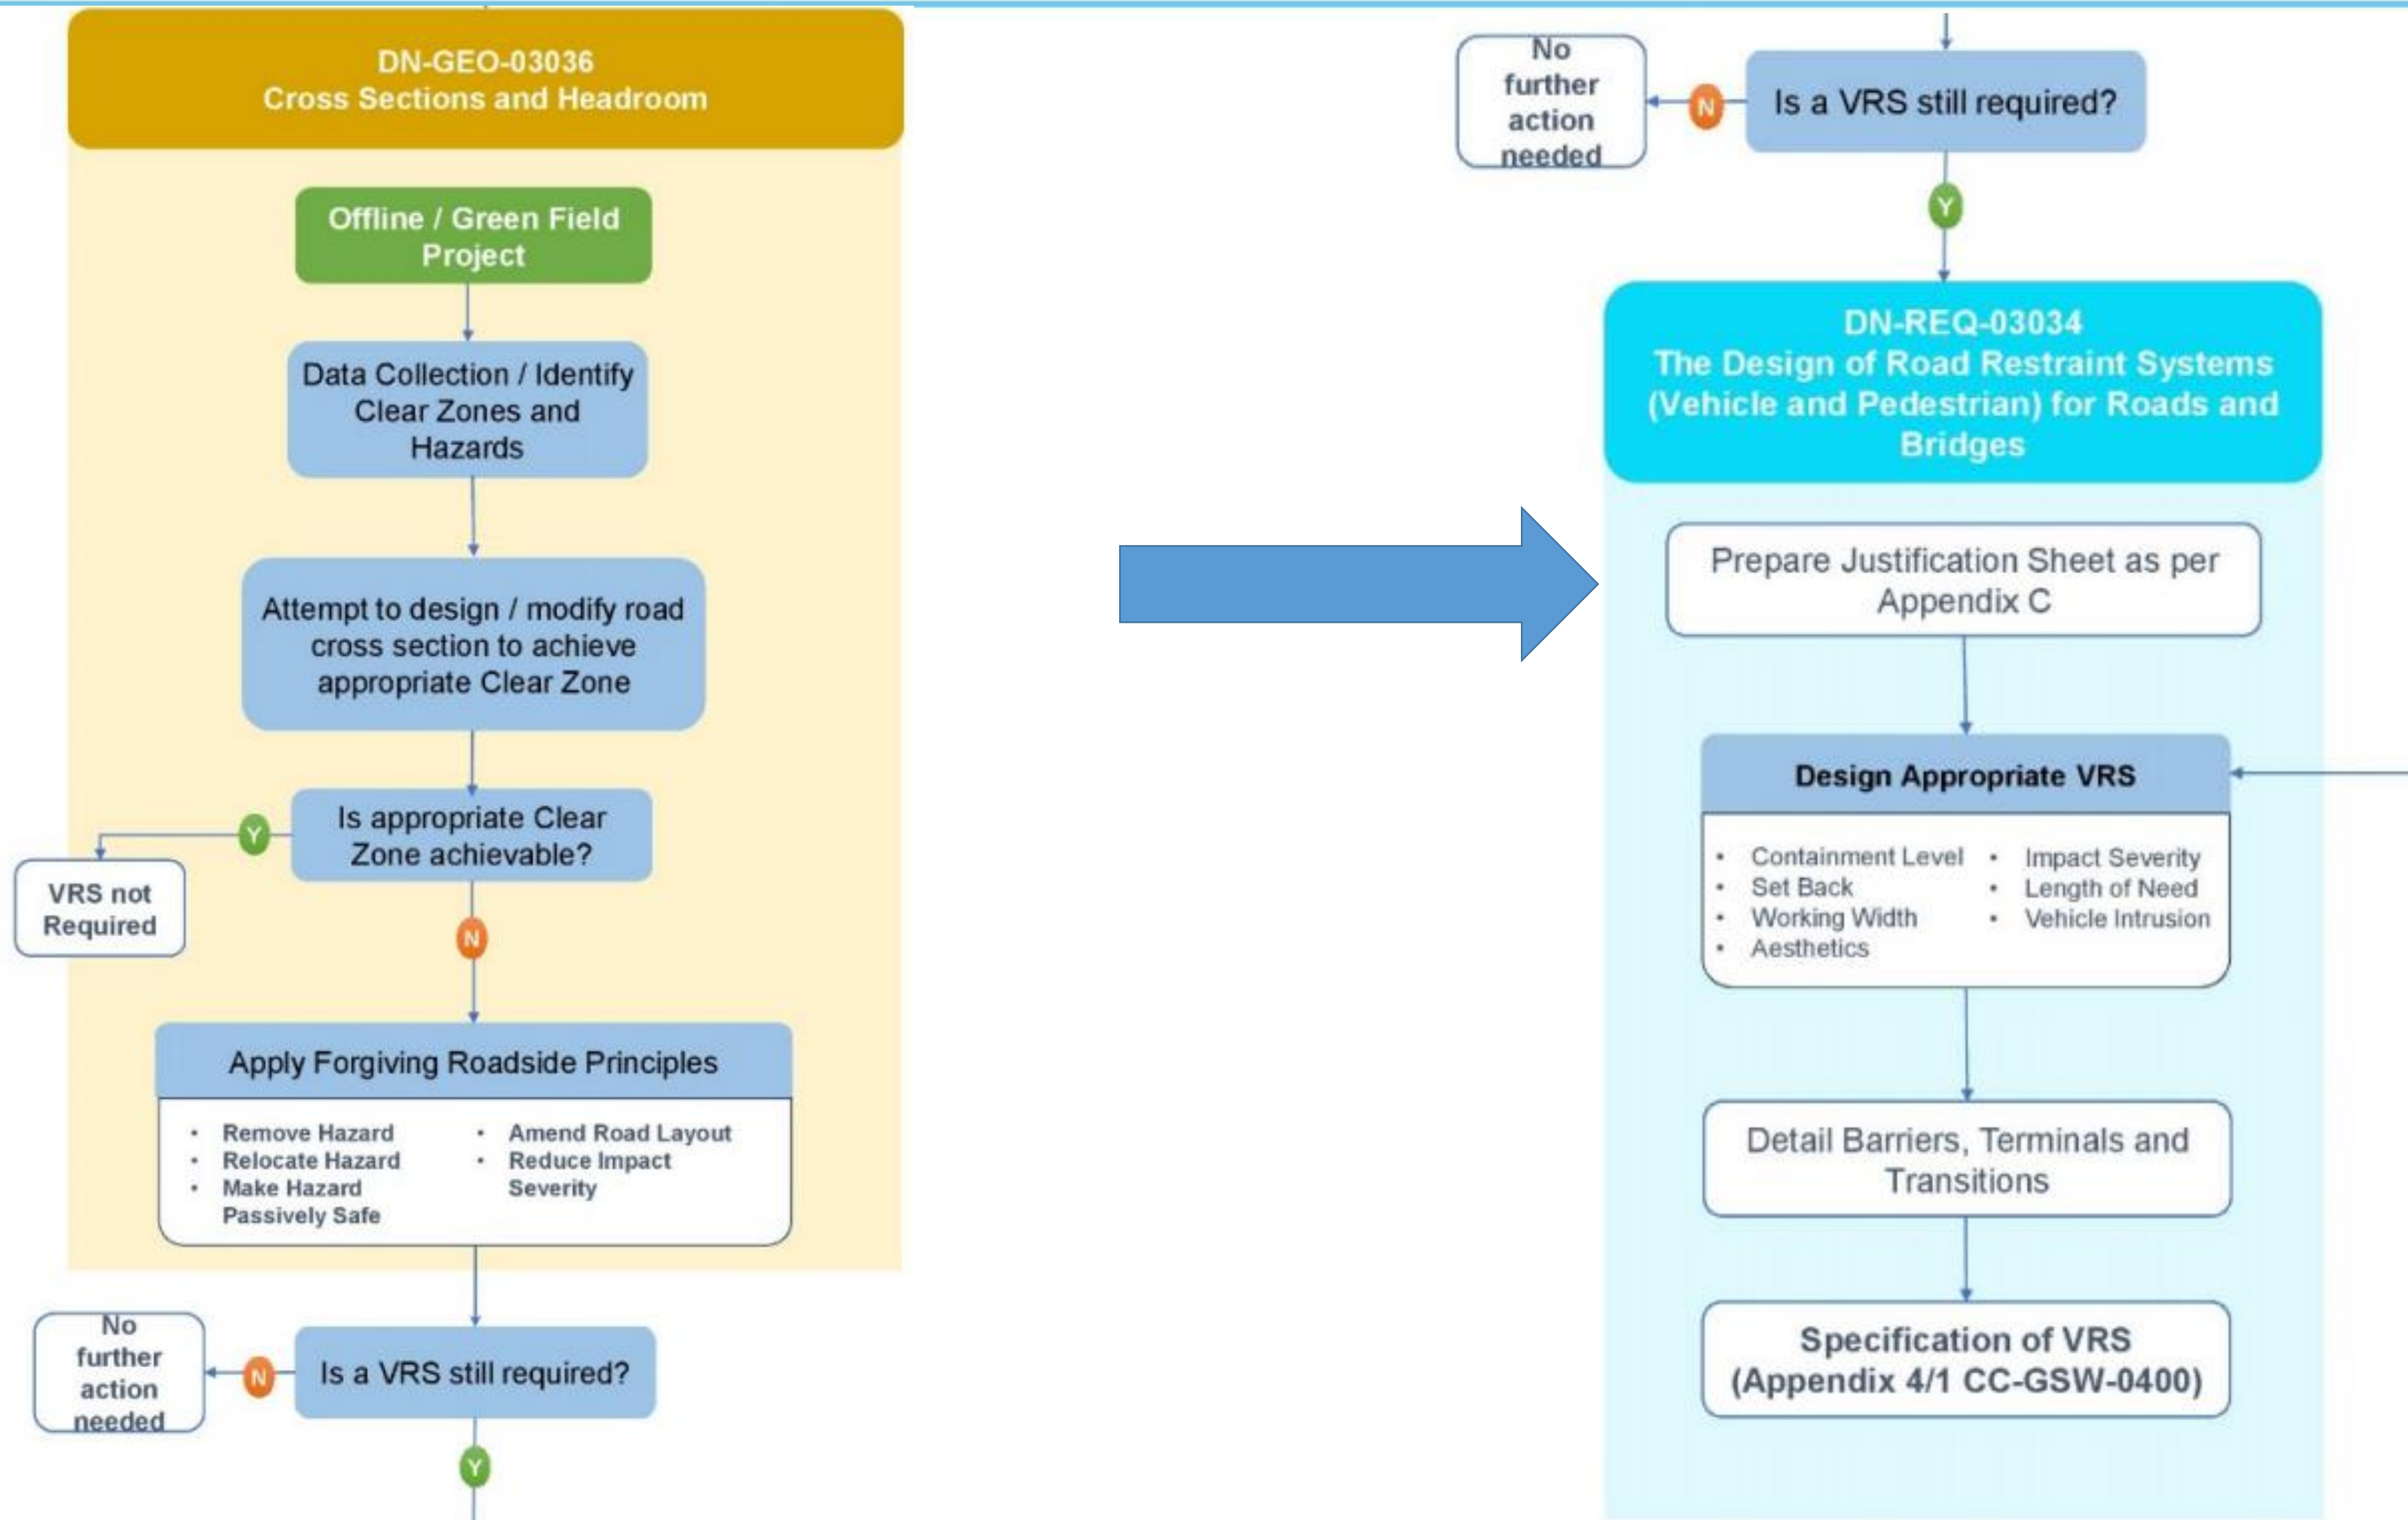 DN-GEO-03036
Cross Sections and Headroom
Offline / Green Field
Project
Data Collection / Identify
Clear Zones and
Hazards
Attempt to design / modify road
cross section to achieve
appropriate Clear Zone
Is appropriate Clear
Zone achievable?
Y
VRS not
Required
N
Apply Forgiving Roadside Principles
• Remove Hazard
• Relocate Hazard
• Make Hazard
Passively Safe
• Amend Road Layout
• Reduce Impact
Severity
Is a VRS still required?
N
No
further
action
needed
Y
Is a VRS still required?
N
No
further
action
needed
Y
DN-REQ-03034
The Design of Road Restraint Systems
(Vehicle and Pedestrian) for Roads and
Bridges
Prepare Justification Sheet as per
Appendix C
Design Appropriate VRS
• Containment Level
• Set Back
• Working Width
• Aesthetics
• Impact Severity
• Length of Need
• Vehicle Intrusion
Detail Barriers, Terminals and
Transitions
Specification of VRS
(Appendix 4/1 CC-GSW-0400)